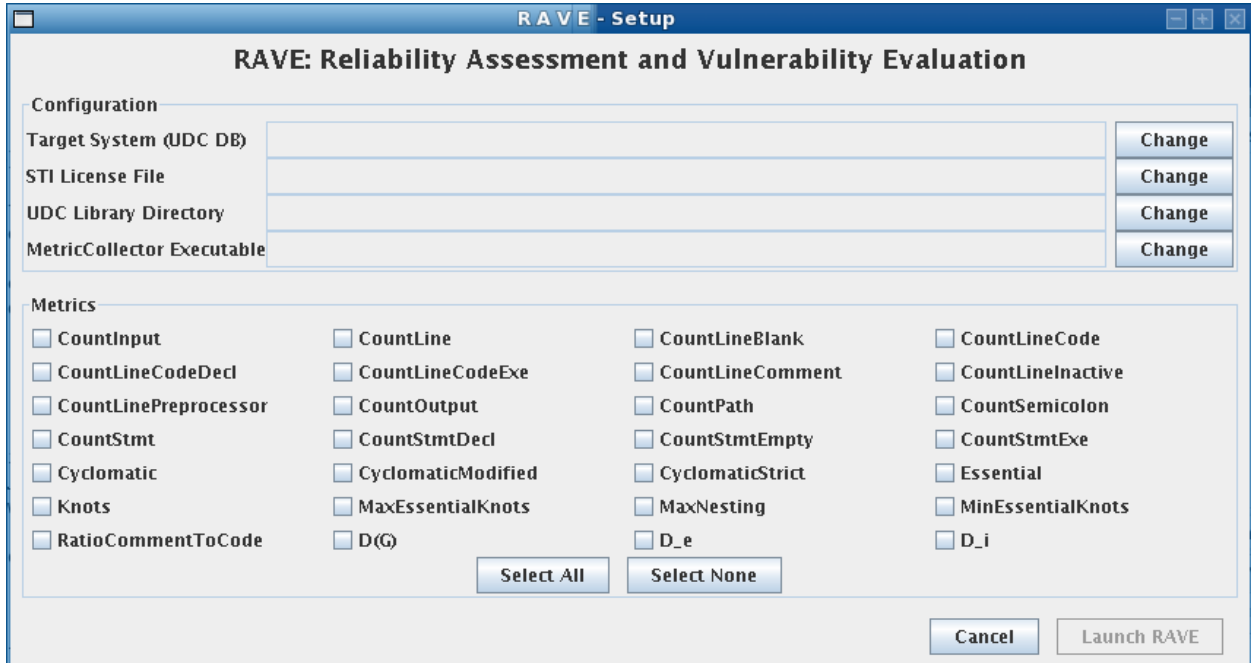 R A V E - Setup
RAVE: Reliability Assessment and Vulnerability Evaluation
Configuration
Target System (UDC DB) Change
STI License File Change
UDC Library Directory Change
MetricCollector Executable Change
Metrics
CountInput CountLine CountLineBlank CountLineCode
CountLineCodeDecl CountLineCodeExe CountLineComment CountLineInactive
CountLinePreprocessor CountOutput CountPath CountSemicolon
CountStmt CountStmtDecl CountStmtEmpty CountStmtExe
Cyclomatic CyclomaticModified CyclomaticStrict Essential
Knots MaxEssentialKnots MaxNesting MinEssentialKnots
RatioCommentToCode D(G) D_e D_i
Select All Select None
Cancel Launch RAVE